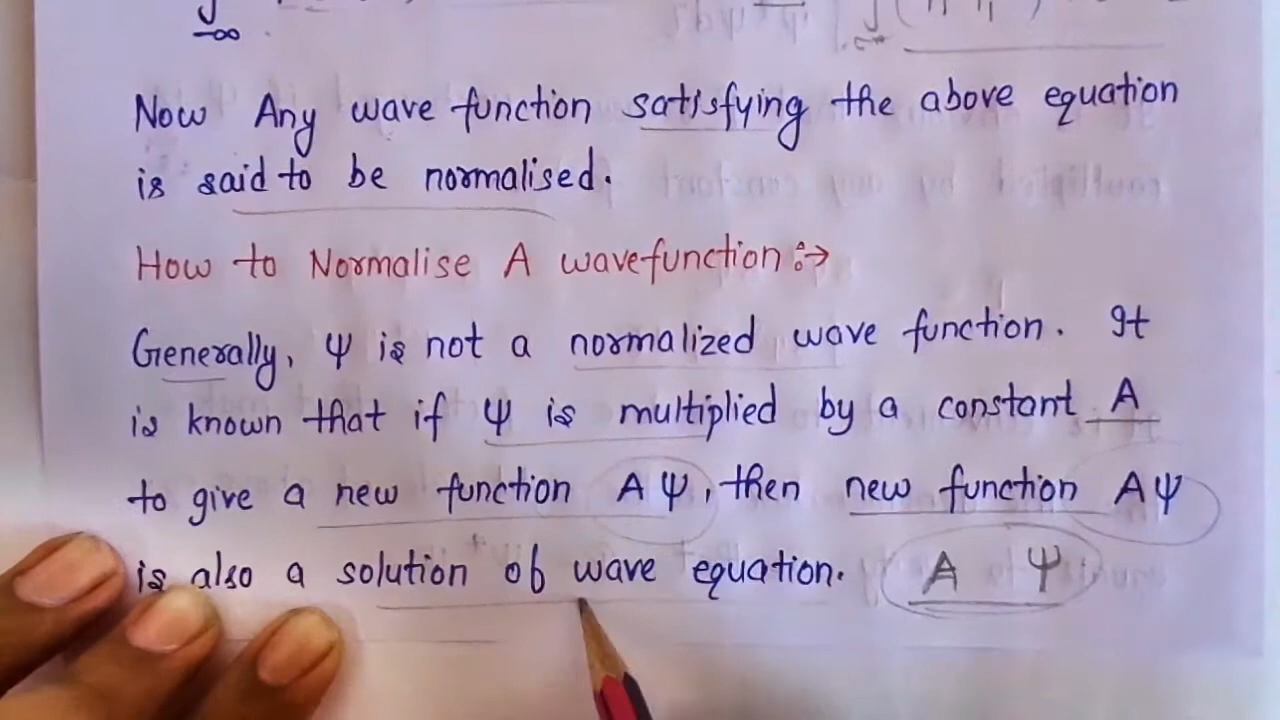 -∞
Now Any wave function satisfying the above equation
is said to be normalised.
How to Normalise A wavefunction:→
Generally, Ψ is not a normalized wave function. It
is known that if Ψ is multiplied by a constant A
to give a new function AΨ, then new function AΨ
is also a solution of wave equation. A Ψ